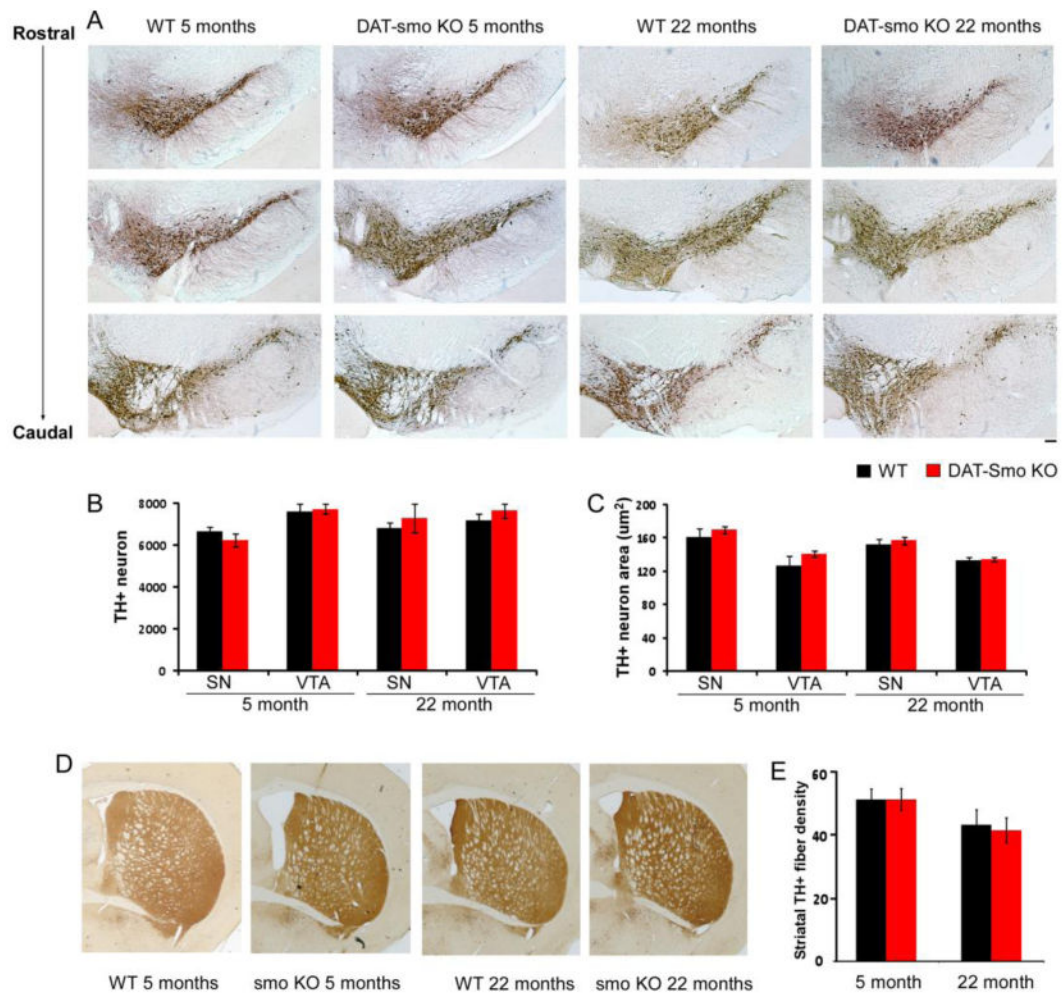 A
WT 5 months DAT-smo KO 5 months WT 22 months DAT-smo KO 22 months
Rostral
Caudal
WT DAT-Smo KO
B
TH+ neuron
8000
6000
4000
2000
0
SN VTA SN VTA
5 month 22 month
C
TH+ neuron area (um²)
200
160
120
80
40
0
SN VTA SN VTA
5 month 22 month
D
WT 5 months smo KO 5 months WT 22 months smo KO 22 months
E
Striatal TH+ fiber density
60
40
20
0
5 month 22 month